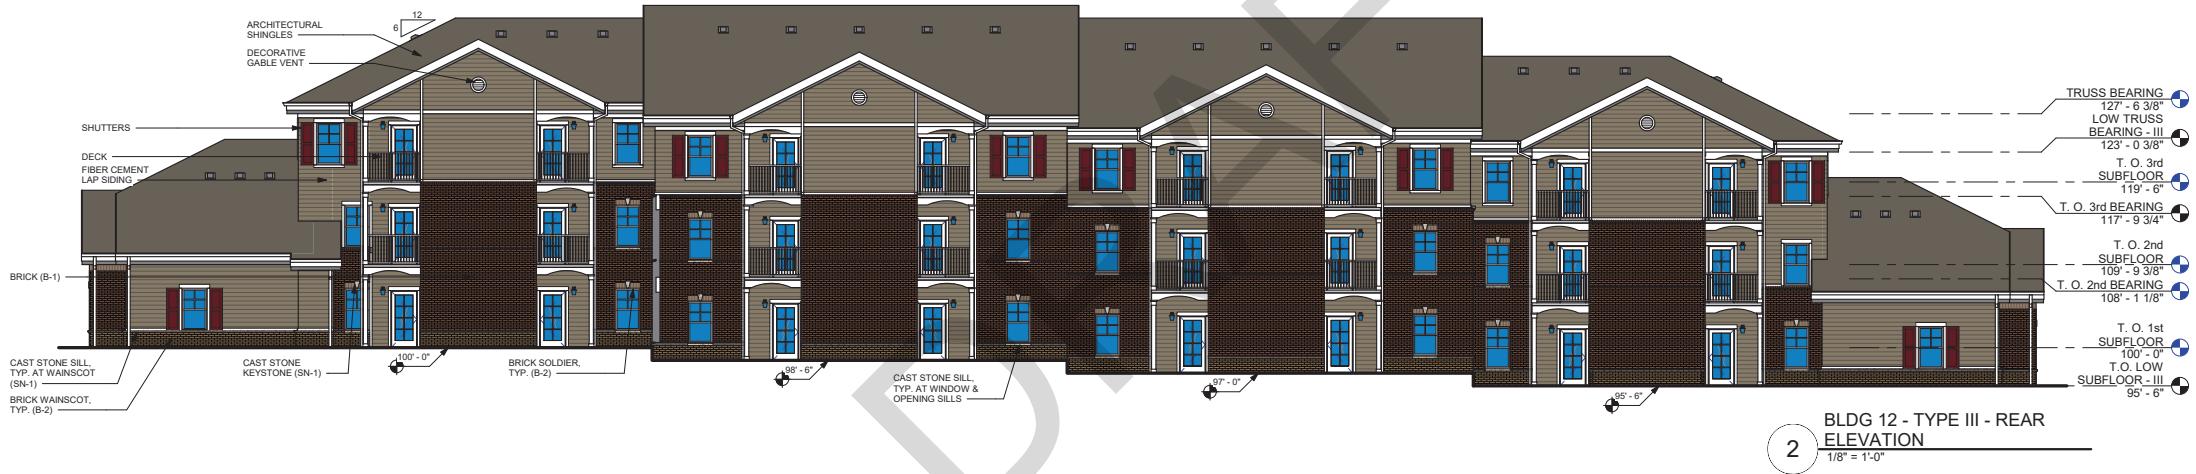 12
6
ARCHITECTURAL
SHINGLES
DECORATIVE
GABLE VENT
SHUTTERS
DECK
FIBER CEMENT
LAP SIDING
BRICK (B-1)
CAST STONE SILL,
TYP. AT WAINSCOT
(SN-1)
BRICK WAINSCOT,
TYP. (B-2)
CAST STONE
KEYSTONE (SN-1)
100' - 0"
BRICK SOLDIER,
TYP. (B-2)
98' - 6"
CAST STONE SILL,
TYP. AT WINDOW &
OPENING SILLS
97' - 0"
95' - 6"
TRUSS BEARING
127' - 6 3/8"
LOW TRUSS
BEARING - III
123' - 0 3/8"
T. O. 3rd
SUBFLOOR
119' - 6"
T. O. 3rd BEARING
117' - 9 3/4"
T. O. 2nd
SUBFLOOR
109' - 9 3/8"
T. O. 2nd BEARING
108' - 1 1/8"
T. O. 1st
SUBFLOOR
100' - 0"
T.O. LOW
SUBFLOOR - III
95' - 6"
2
BLDG 12 - TYPE III - REAR
ELEVATION
1/8" = 1'-0"